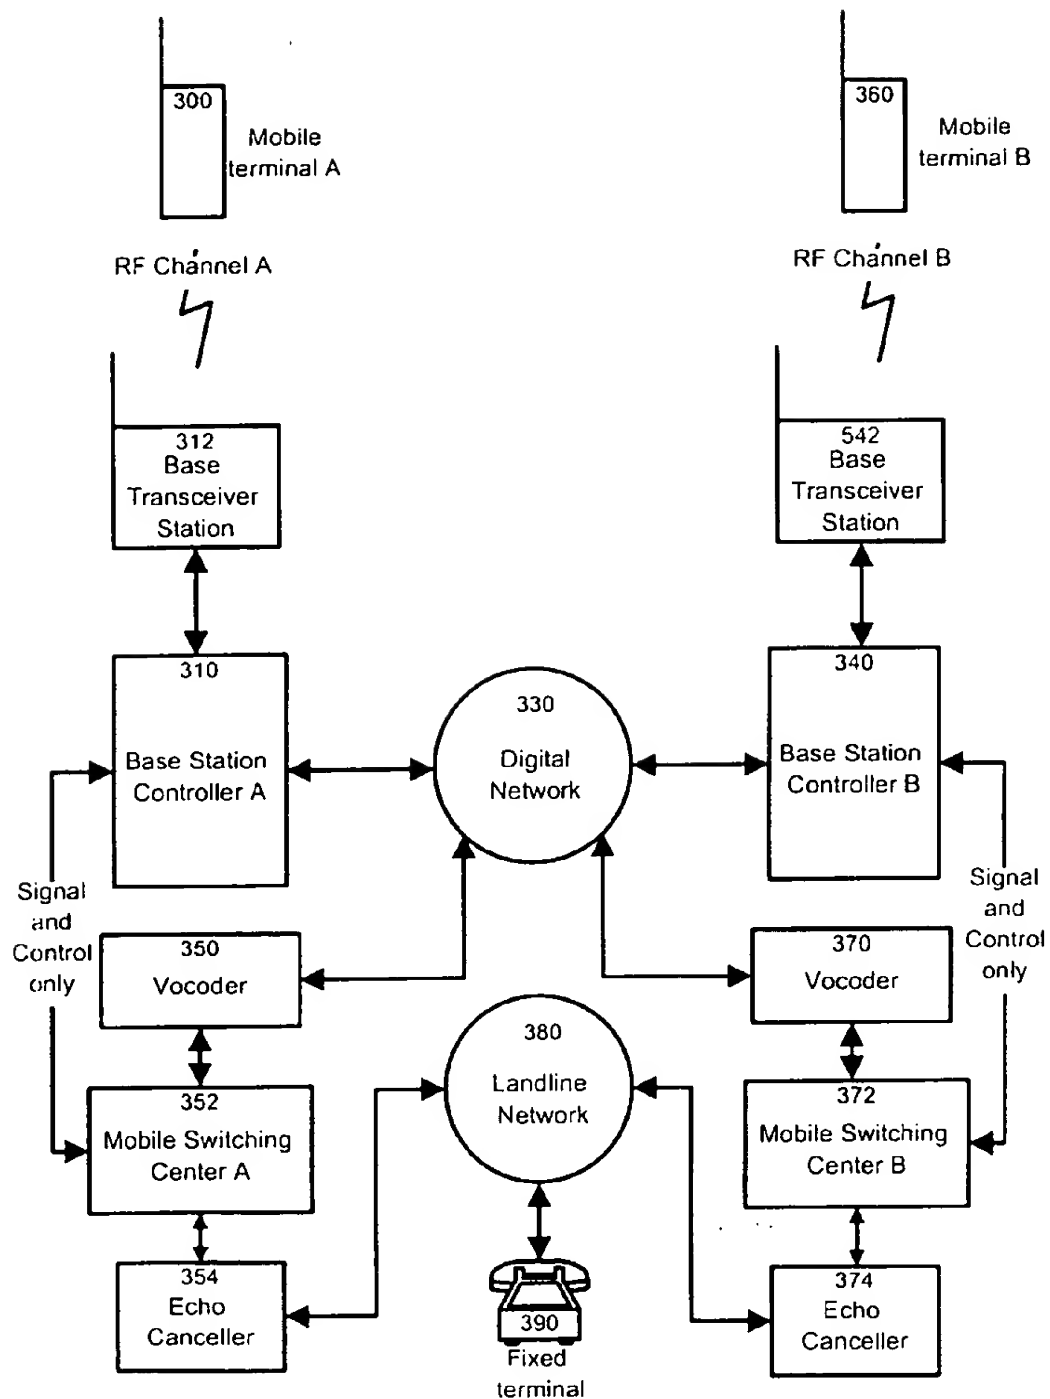 300
Mobile
terminal A
360
Mobile
terminal B
RF Channel A
RF Channel B
312
Base
Transceiver
Station
542
Base
Transceiver
Station
310
Base Station
Controller A
330
Digital
Network
340
Base Station
Controller B
Signal
and
Control
only
Signal
and
Control
only
350
Vocoder
370
Vocoder
380
Landline
Network
352
Mobile Switching
Center A
372
Mobile Switching
Center B
354
Echo
Canceller
390
Fixed
terminal
374
Echo
Canceller